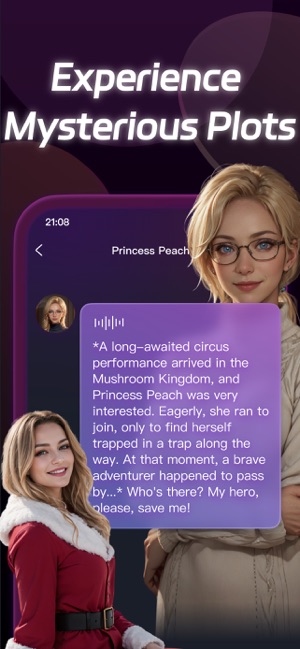 Experience
Mysterious Plots
21:08
Princess Peach
*A long-awaited circus
performance arrived in the
Mushroom Kingdom, and
Princess Peach was very
interested. Eagerly, she ran to
join, only to find herself
trapped in a trap along the
way. At that moment, a brave
adventurer happened to pass
by...* Who's there? My hero,
please, save me!